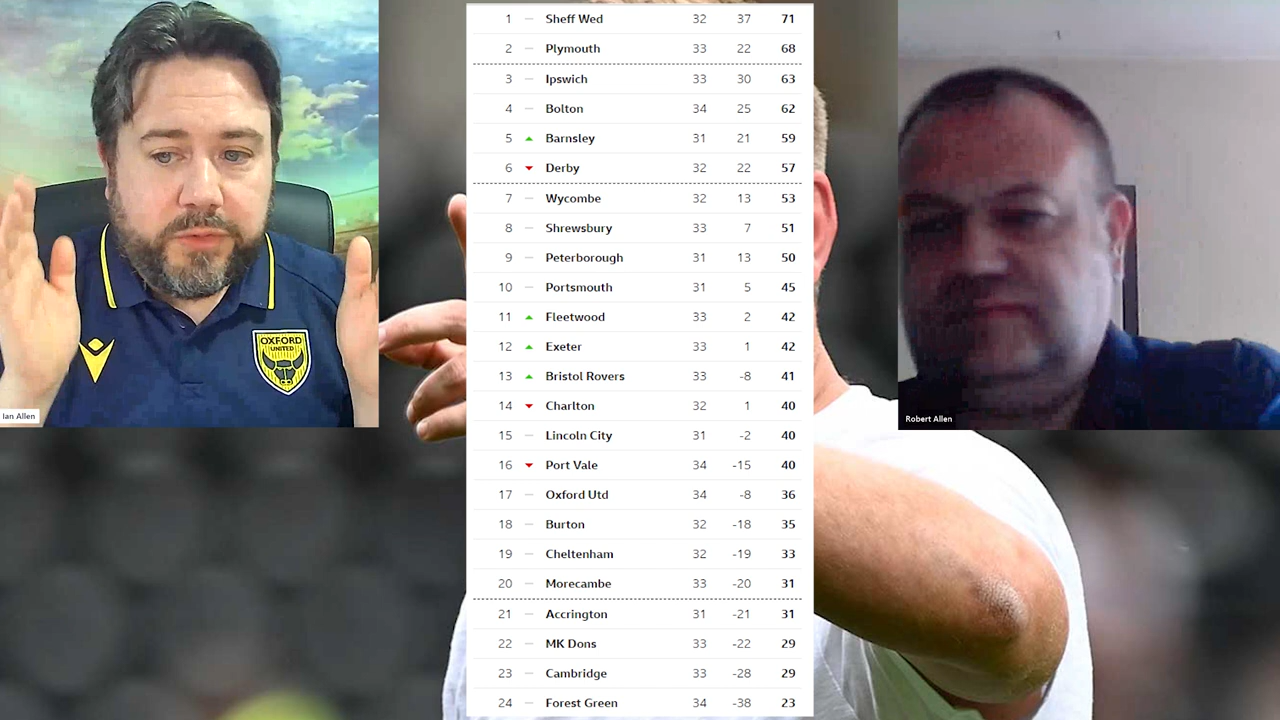 1 Sheff Wed 32 37 71
2 Plymouth 33 22 68
3 Ipswich 33 30 63
4 Bolton 34 25 62
5 Barnsley 31 21 59
6 Derby 32 22 57
7 Wycombe 32 13 53
8 Shrewsbury 33 7 51
9 Peterborough 31 13 50
10 Portsmouth 31 5 45
11 Fleetwood 33 2 42
12 Exeter 33 1 42
13 Bristol Rovers 33 -8 41
14 Charlton 32 1 40
15 Lincoln City 31 -2 40
16 Port Vale 34 -15 40
17 Oxford Utd 34 -8 36
18 Burton 32 -18 35
19 Cheltenham 32 -19 33
20 Morecambe 33 -20 31
21 Accrington 31 -21 31
22 MK Dons 33 -22 29
23 Cambridge 33 -28 29
24 Forest Green 34 -38 23
OXFORD
UNITED
Ian Allen
Robert Allen